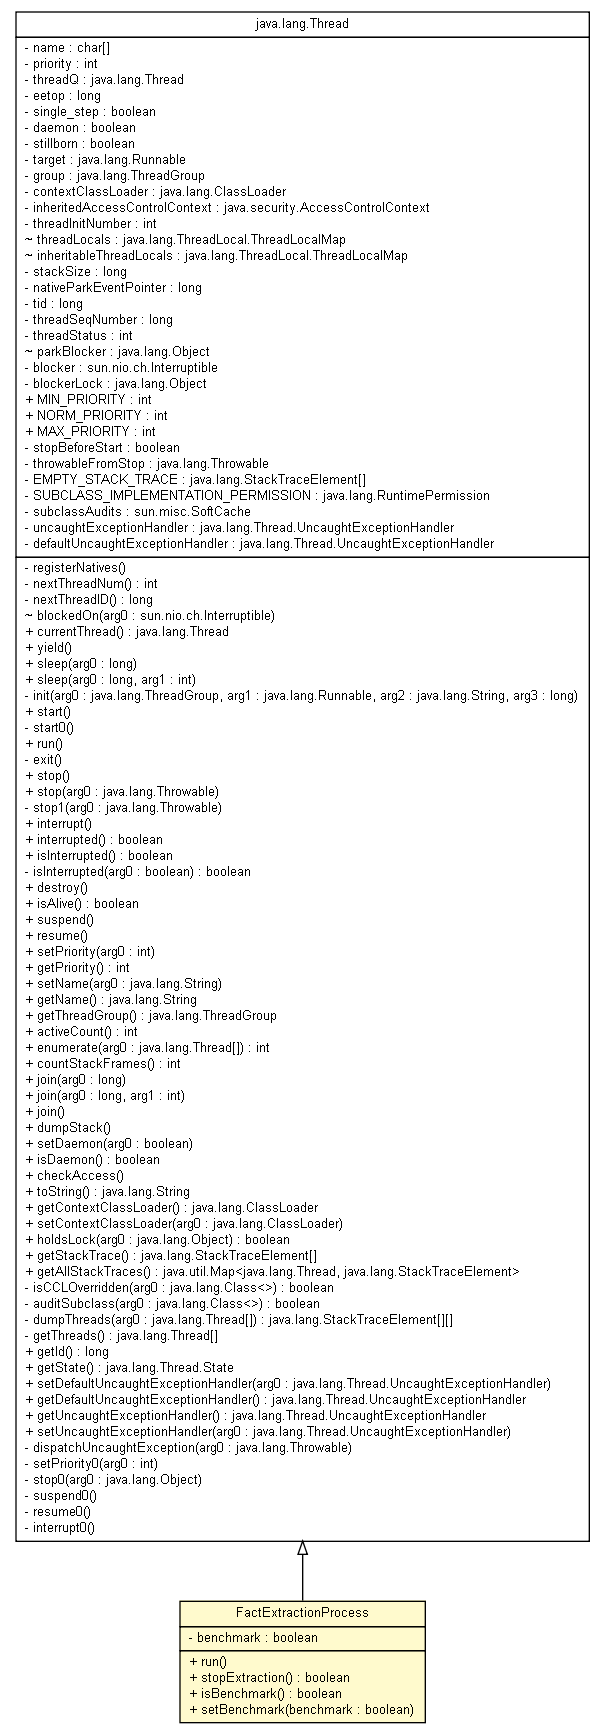 java.lang.Thread
- name : char[]
- priority : int
- threadQ : java.lang.Thread
- eetop : long
- single_step : boolean
- daemon : boolean
- stillborn : boolean
- target : java.lang.Runnable
- group : java.lang.ThreadGroup
- contextClassLoader : java.lang.ClassLoader
- inheritedAccessControlContext : java.security.AccessControlContext
- threadInitNumber : int
~ threadLocals : java.lang.ThreadLocal.ThreadLocalMap
~ inheritableThreadLocals : java.lang.ThreadLocal.ThreadLocalMap
- stackSize : long
- nativeParkEventPointer : long
- tid : long
- threadSeqNumber : long
- threadStatus : int
~ parkBlocker : java.lang.Object
- blocker : sun.nio.ch.Interruptible
- blockerLock : java.lang.Object
+ MIN_PRIORITY : int
+ NORM_PRIORITY : int
+ MAX_PRIORITY : int
- stopBeforeStart : boolean
- throwableFromStop : java.lang.Throwable
- EMPTY_STACK_TRACE : java.lang.StackTraceElement[]
- SUBCLASS_IMPLEMENTATION_PERMISSION : java.lang.RuntimePermission
- subclassAudits : sun.misc.SoftCache
- uncaughtExceptionHandler : java.lang.Thread.UncaughtExceptionHandler
- defaultUncaughtExceptionHandler : java.lang.Thread.UncaughtExceptionHandler
- registerNatives()
- nextThreadNum() : int
- nextThreadID() : long
~ blockedOn(arg0 : sun.nio.ch.Interruptible)
+ currentThread() : java.lang.Thread
+ yield()
+ sleep(arg0 : long)
+ sleep(arg0 : long, arg1 : int)
- init(arg0 : java.lang.ThreadGroup, arg1 : java.lang.Runnable, arg2 : java.lang.String, arg3 : long)
+ start()
- start0()
+ run()
- exit()
+ stop()
+ stop(arg0 : java.lang.Throwable)
- stop1(arg0 : java.lang.Throwable)
+ interrupt()
+ interrupted() : boolean
+ isInterrupted() : boolean
- isInterrupted(arg0 : boolean) : boolean
+ destroy()
+ isAlive() : boolean
+ suspend()
+ resume()
+ setPriority(arg0 : int)
+ getPriority() : int
+ setName(arg0 : java.lang.String)
+ getName() : java.lang.String
+ getThreadGroup() : java.lang.ThreadGroup
+ activeCount() : int
+ enumerate(arg0 : java.lang.Thread[]) : int
+ countStackFrames() : int
+ join(arg0 : long)
+ join(arg0 : long, arg1 : int)
+ join()
+ dumpStack()
+ setDaemon(arg0 : boolean)
+ isDaemon() : boolean
+ checkAccess()
+ toString() : java.lang.String
+ getContextClassLoader() : java.lang.ClassLoader
+ setContextClassLoader(arg0 : java.lang.ClassLoader)
+ holdsLock(arg0 : java.lang.Object) : boolean
+ getStackTrace() : java.lang.StackTraceElement[]
+ getAllStackTraces() : java.util.Map<java.lang.Thread, java.lang.StackTraceElement>
- isCCLOverridden(arg0 : java.lang.Class<>) : boolean
- auditSubclass(arg0 : java.lang.Class<>) : boolean
- dumpThreads(arg0 : java.lang.Thread[]) : java.lang.StackTraceElement[][]
- getThreads() : java.lang.Thread[]
+ getId() : long
+ getState() : java.lang.Thread.State
+ setDefaultUncaughtExceptionHandler(arg0 : java.lang.Thread.UncaughtExceptionHandler)
+ getDefaultUncaughtExceptionHandler() : java.lang.Thread.UncaughtExceptionHandler
+ getUncaughtExceptionHandler() : java.lang.Thread.UncaughtExceptionHandler
+ setUncaughtExceptionHandler(arg0 : java.lang.Thread.UncaughtExceptionHandler)
- dispatchUncaughtException(arg0 : java.lang.Throwable)
- setPriority0(arg0 : int)
- stop0(arg0 : java.lang.Object)
- suspend0()
- resume0()
- interrupt0()
FactExtractionProcess
- benchmark : boolean
+ run()
+ stopExtraction() : boolean
+ isBenchmark() : boolean
+ setBenchmark(benchmark : boolean)